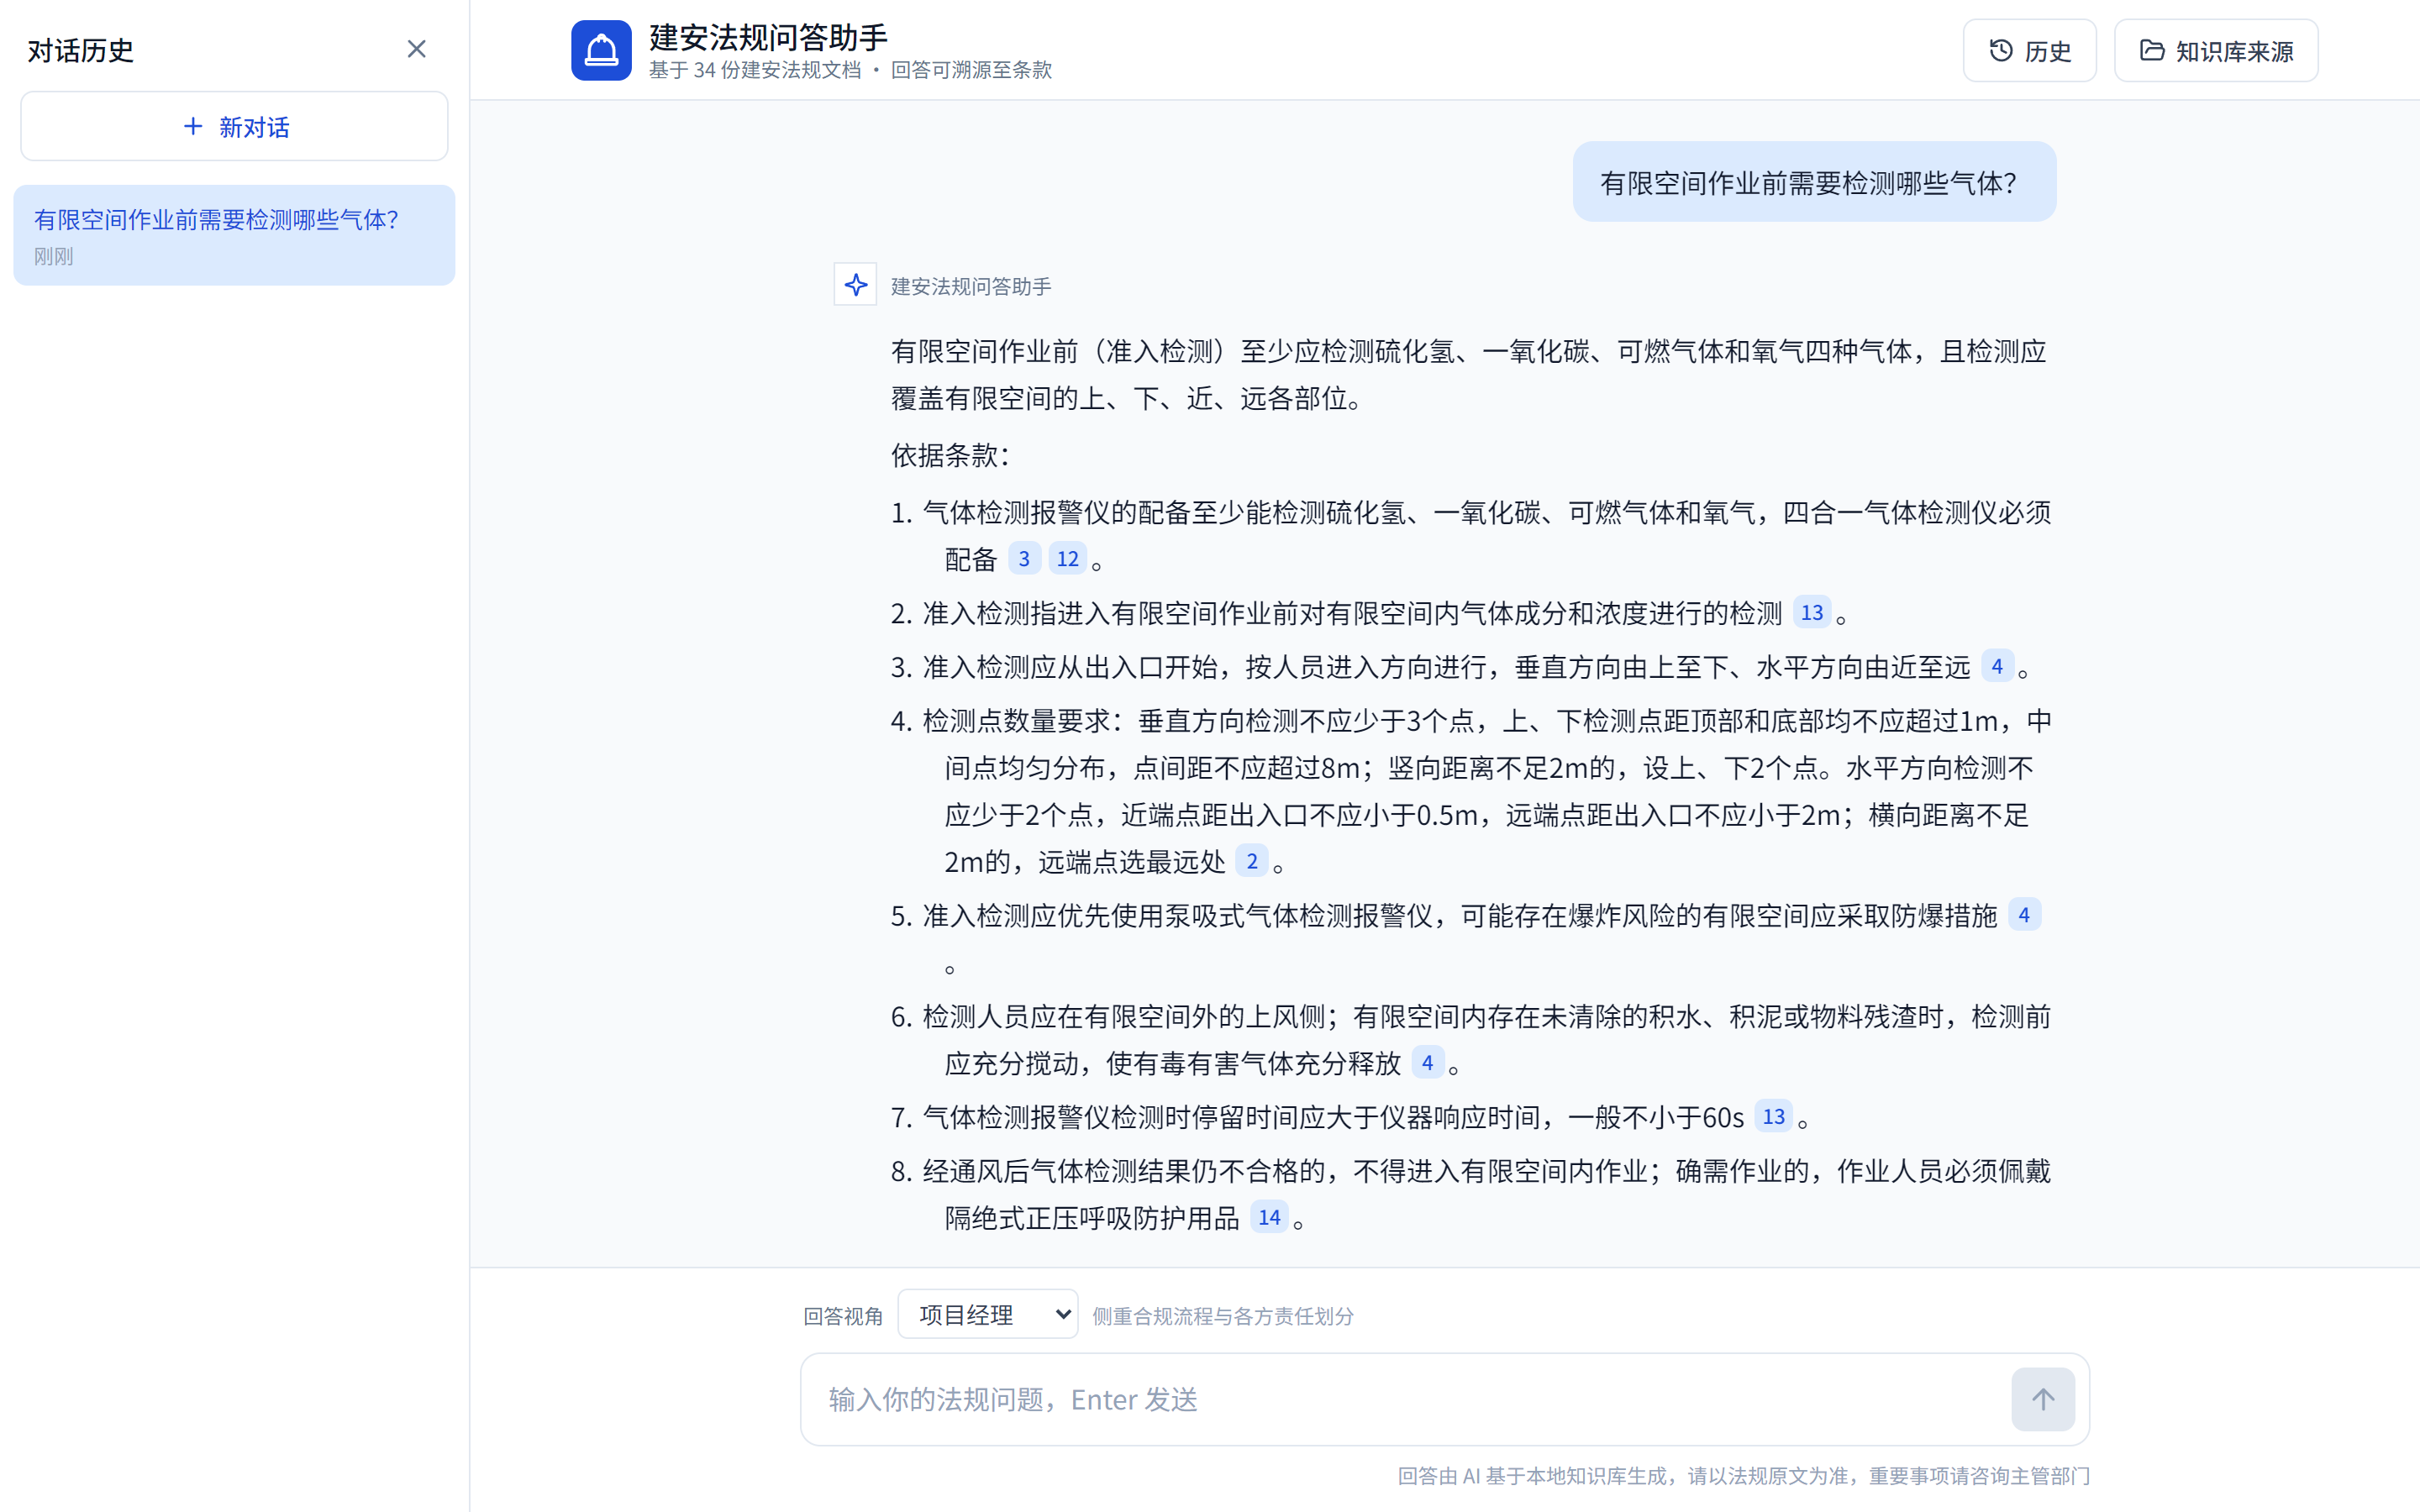 对话历史
新对话
有限空间作业前需要检测哪些气体？
刚刚
建安法规问答助手
基于 34 份建安法规文档 · 回答可溯源至条款
历史
知识库来源
有限空间作业前需要检测哪些气体？
建安法规问答助手
有限空间作业前（准入检测）至少应检测硫化氢、一氧化碳、可燃气体和氧气四种气体，且检测应
覆盖有限空间的上、下、近、远各部位。
依据条款：
1. 气体检测报警仪的配备至少能检测硫化氢、一氧化碳、可燃气体和氧气，四合一气体检测仪必须
配备 3 12 。
2. 准入检测指进入有限空间作业前对有限空间内气体成分和浓度进行的检测 13 。
3. 准入检测应从出入口开始，按人员进入方向进行，垂直方向由上至下、水平方向由近至远 4 。
4. 检测点数量要求：垂直方向检测不应少于3个点，上、下检测点距顶部和底部均不应超过1m，中
间点均匀分布，点间距不应超过8m；竖向距离不足2m的，设上、下2个点。水平方向检测不
应少于2个点，近端点距出入口不应小于0.5m，远端点距出入口不应小于2m；横向距离不足
2m的，远端点选最远处 2 。
5. 准入检测应优先使用泵吸式气体检测报警仪，可能存在爆炸风险的有限空间应采取防爆措施 4
。
6. 检测人员应在有限空间外的上风侧；有限空间内存在未清除的积水、积泥或物料残渣时，检测前
应充分搅动，使有毒有害气体充分释放 4 。
7. 气体检测报警仪检测时停留时间应大于仪器响应时间，一般不小于60s 13 。
8. 经通风后气体检测结果仍不合格的，不得进入有限空间内作业；确需作业的，作业人员必须佩戴
隔绝式正压呼吸防护用品 14 。
回答视角 项目经理 侧重合规流程与各方责任划分
输入你的法规问题，Enter 发送
回答由 AI 基于本地知识库生成，请以法规原文为准，重要事项请咨询主管部门